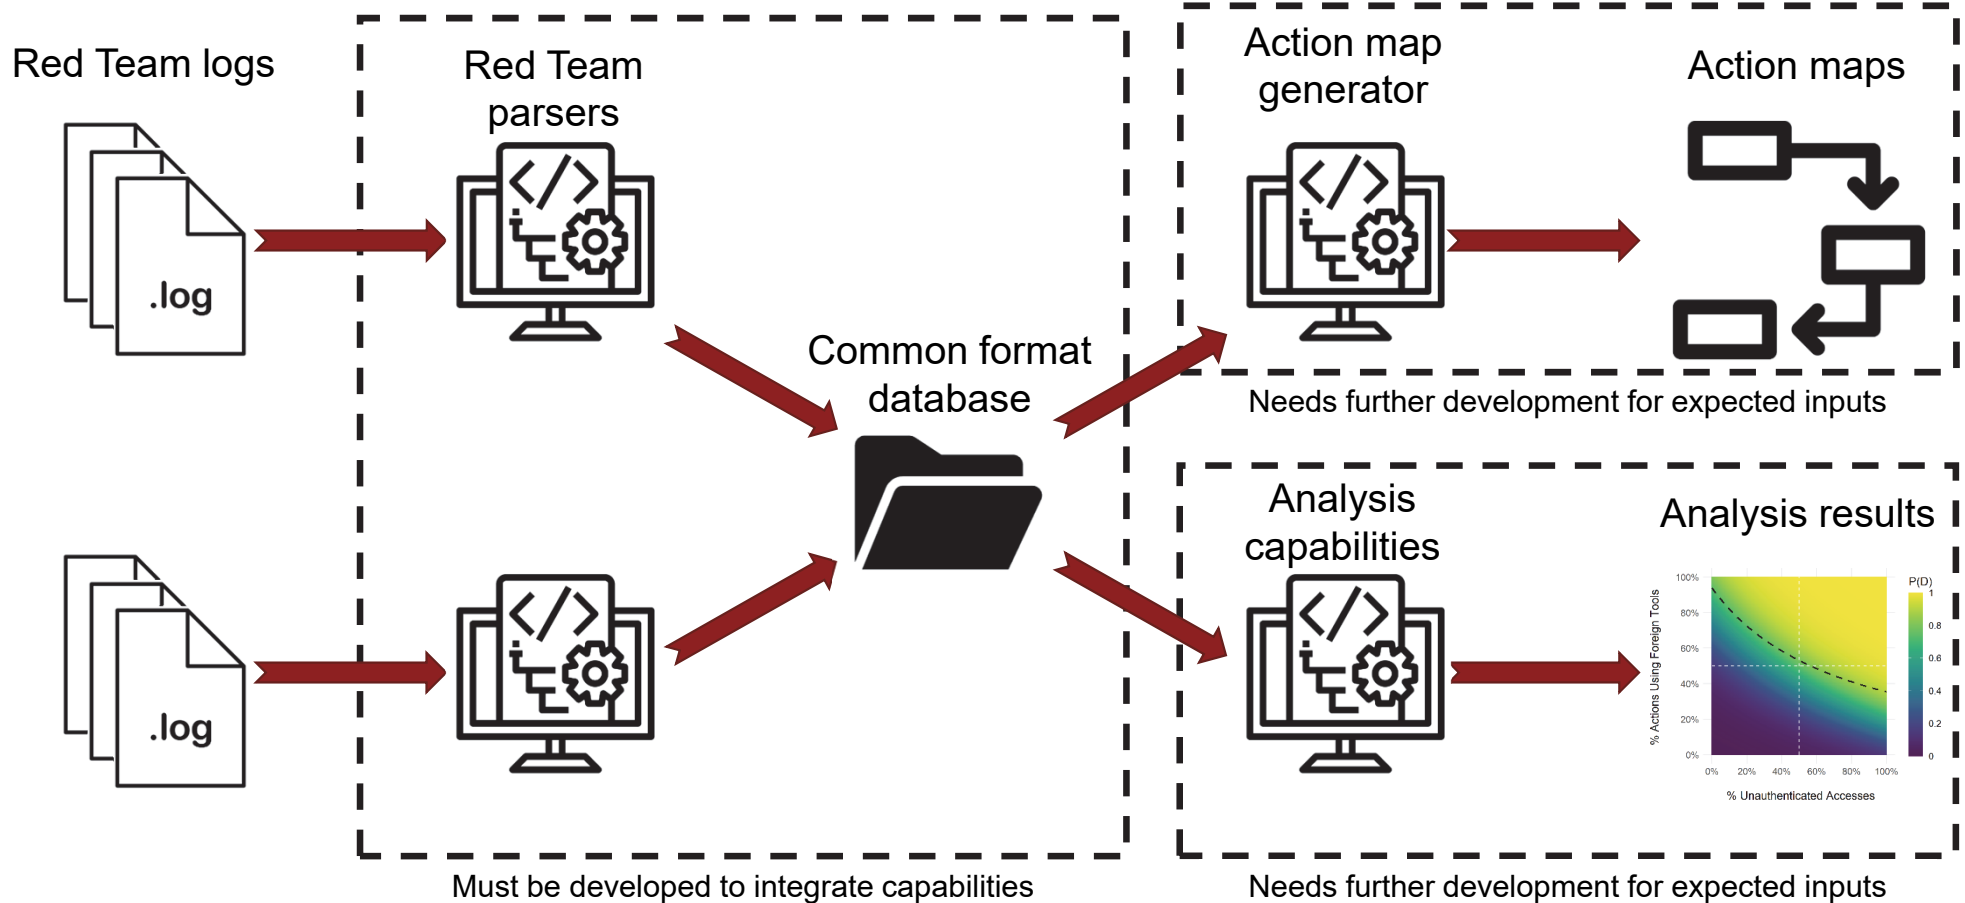 Red Team logs
.log
.log
Red Team
parsers
Common format
database
Must be developed to integrate capabilities
Action map
generator
Action maps
Needs further development for expected inputs
Analysis
capabilities
Analysis results
% Actions Using Foreign Tools
100%
80%
60%
40%
20%
0%
0% 20% 40% 60% 80% 100%
% Unauthenticated Accesses
P(D)
1
0.8
0.6
0.4
0.2
0
Needs further development for expected inputs